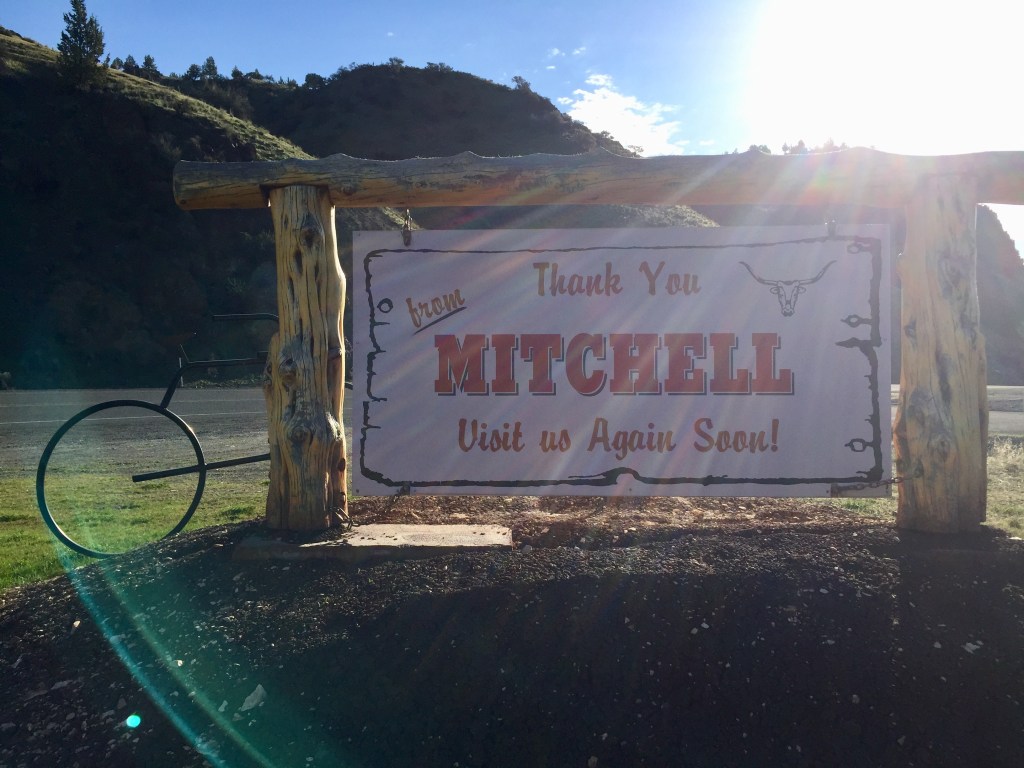 Thank You
from
MITCHELL
Visit us Again Soon!